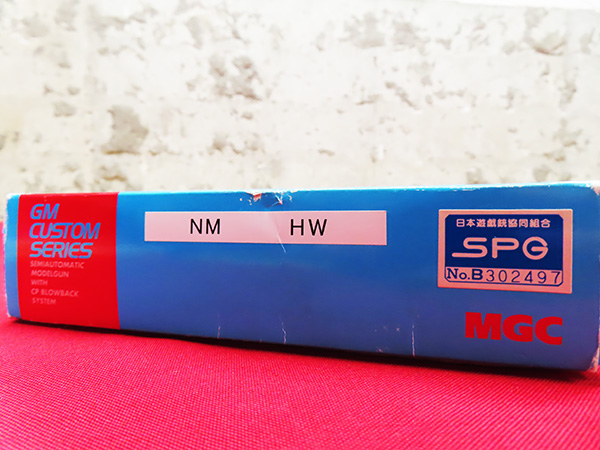 GM
CUSTOM
SERIES
SEMIAUTOMATIC
MODELGUN
WITH
CP BLOWBACK
SYSTEM
NM HW
日本遊戯銃協同組合
SPG
No.B302497
MGC